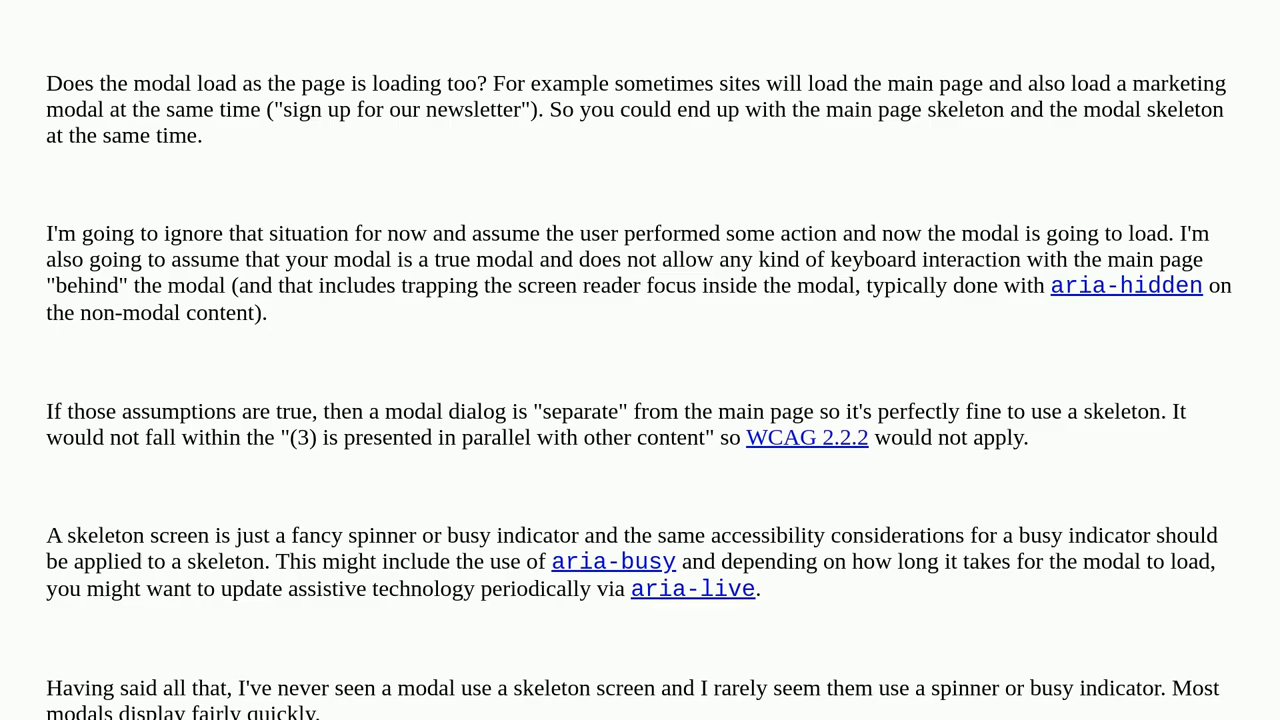 Does the modal load as the page is loading too? For example sometimes sites will load the main page and also load a marketing
modal at the same time ("sign up for our newsletter"). So you could end up with the main page skeleton and the modal skeleton
at the same time.
I'm going to ignore that situation for now and assume the user performed some action and now the modal is going to load. I'm
also going to assume that your modal is a true modal and does not allow any kind of keyboard interaction with the main page
"behind" the modal (and that includes trapping the screen reader focus inside the modal, typically done with aria-hidden on
the non-modal content).
If those assumptions are true, then a modal dialog is "separate" from the main page so it's perfectly fine to use a skeleton. It
would not fall within the "(3) is presented in parallel with other content" so WCAG 2.2.2 would not apply.
A skeleton screen is just a fancy spinner or busy indicator and the same accessibility considerations for a busy indicator should
be applied to a skeleton. This might include the use of aria-busy and depending on how long it takes for the modal to load,
you might want to update assistive technology periodically via aria-live.
Having said all that, I've never seen a modal use a skeleton screen and I rarely seem them use a spinner or busy indicator. Most
modals display fairly quickly.